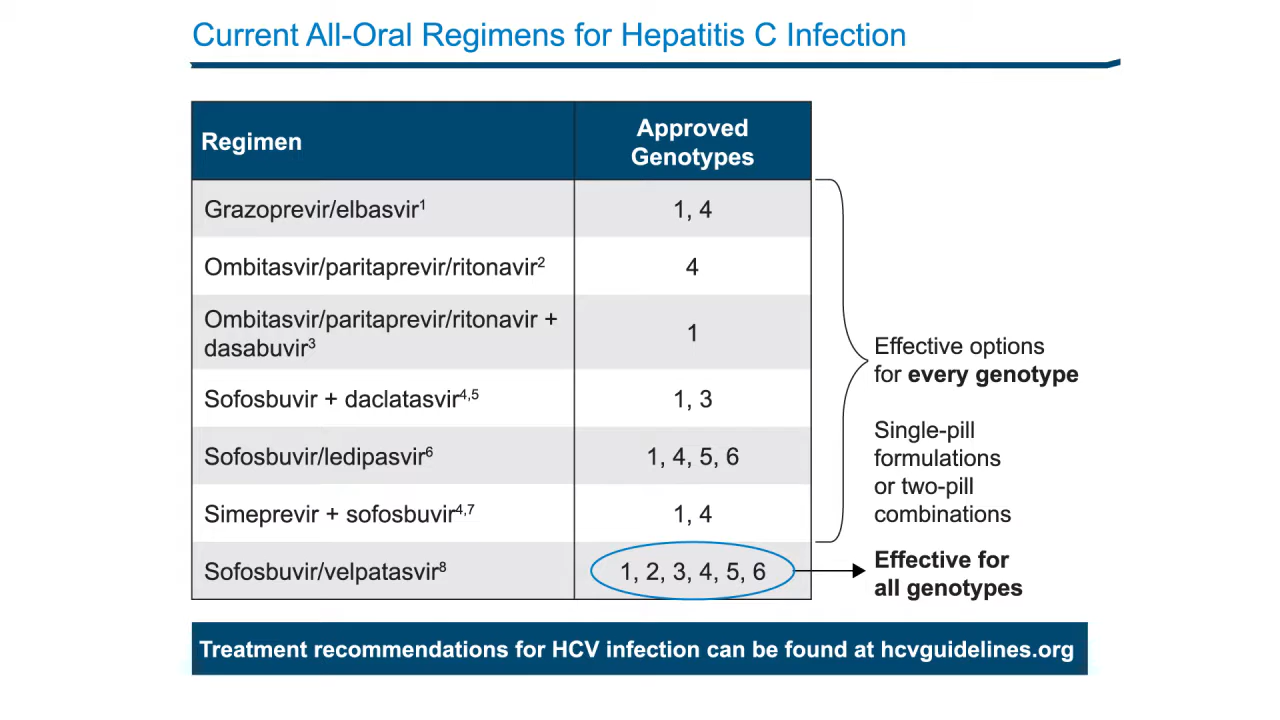 Current All-Oral Regimens for Hepatitis C Infection
Regimen
Approved
Genotypes
Grazoprevir/elbasvir¹
1, 4
Ombitasvir/paritaprevir/ritonavir²
4
Ombitasvir/paritaprevir/ritonavir +
dasabuvir³
1
Sofosbuvir + daclatasvir⁴,⁵
1, 3
Sofosbuvir/ledipasvir⁶
1, 4, 5, 6
Simeprevir + sofosbuvir⁴,⁷
1, 4
Sofosbuvir/velpatasvir⁸
1, 2, 3, 4, 5, 6
Effective options
for every genotype
Single-pill
formulations
or two-pill
combinations
Effective for
all genotypes
Treatment recommendations for HCV infection can be found at hcvguidelines.org